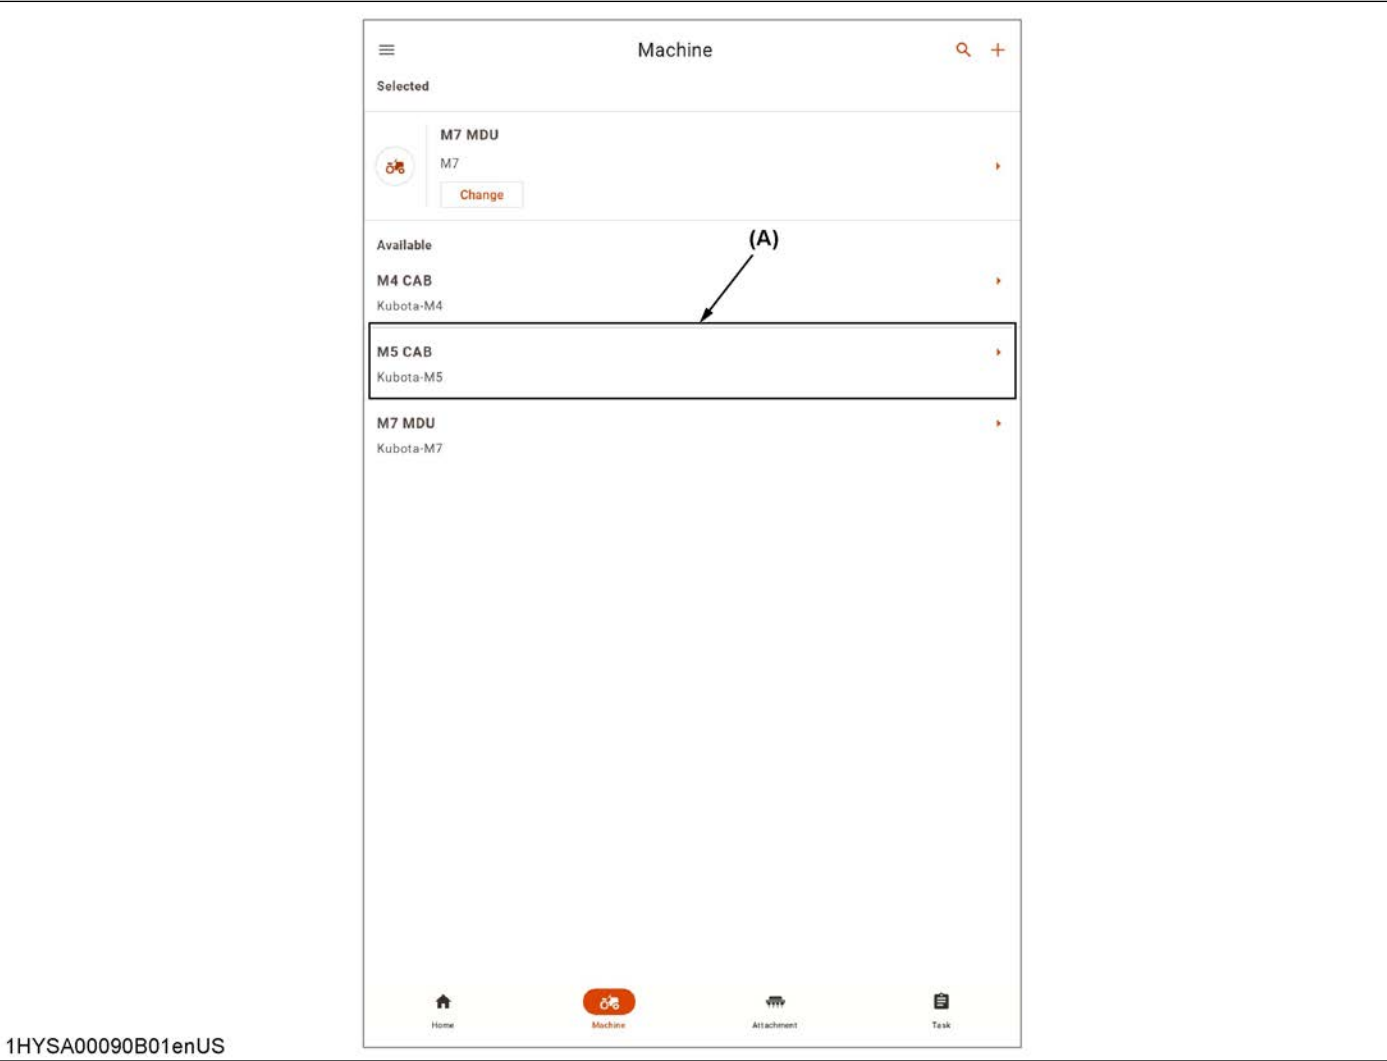 Machine
Selected
M7 MDU
M7
Change
Available
(A)
M4 CAB
Kubota-M4
M5 CAB
Kubota-M5
M7 MDU
Kubota-M7
Home Machine Attachment Task
1HYSA00090B01enUS